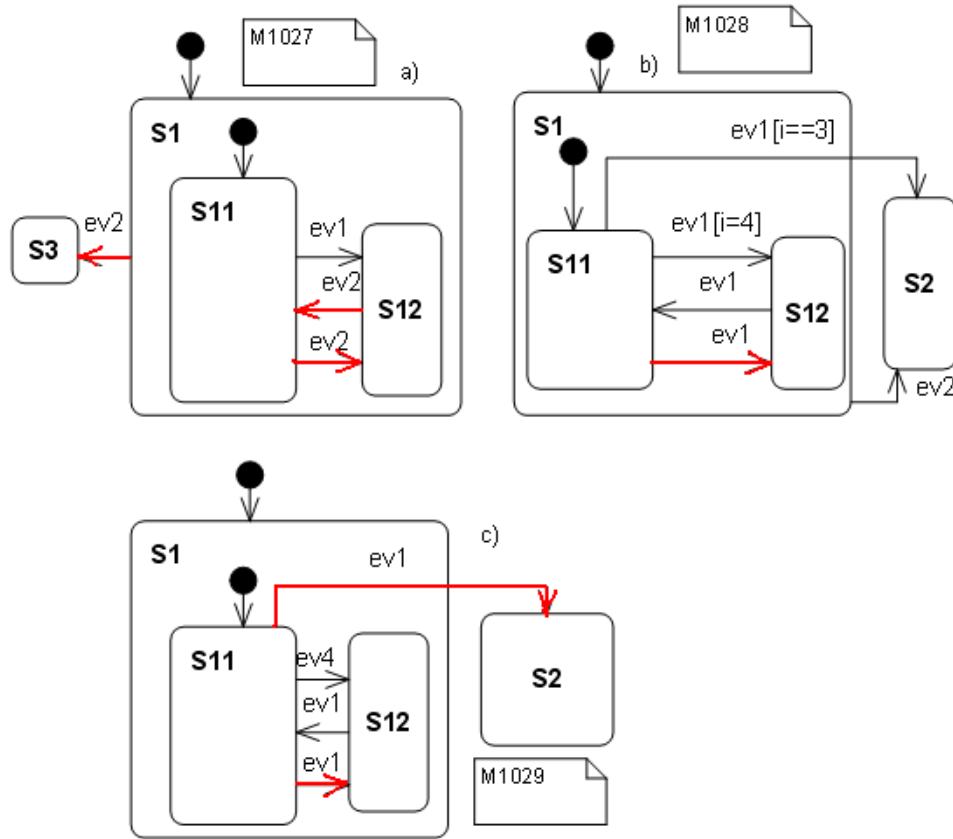 M1027
a)
S1
S11
ev1
ev2
ev2
S12
ev2
S3
M1028
b)
S1
ev1[i==3]
S11
ev1[i=4]
ev1
ev1
S12
S2
ev2
c)
S1
ev1
S11
ev4
ev1
ev1
S12
S2
M1029